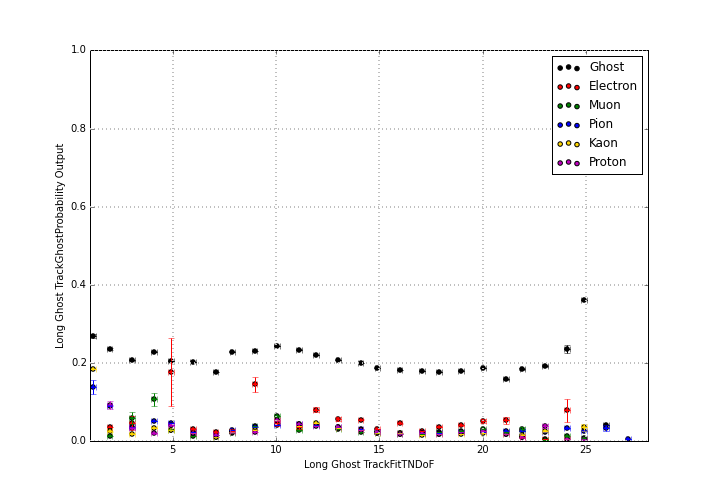 1.0
0.8
0.6
0.4
0.2
0.0
5
10
15
20
25
Long Ghost TrackGhostProbability Output
Long Ghost TrackFitTNDoF
Ghost
Electron
Muon
Pion
Kaon
Proton